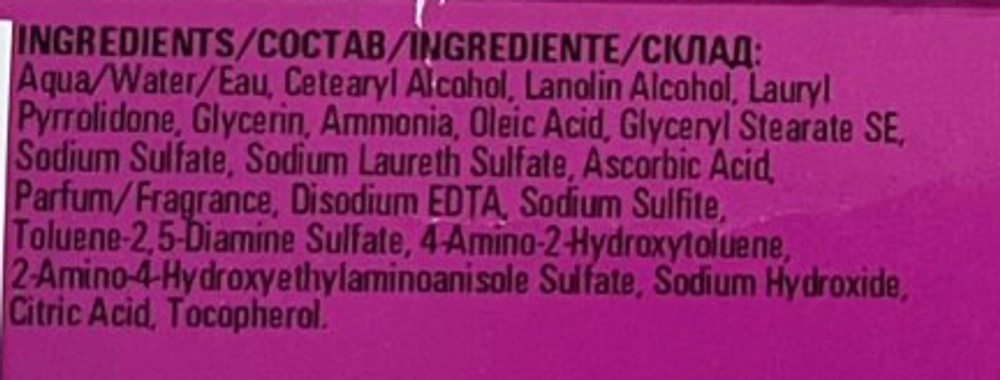 INGREDIENTS/СОСТАВ/INGREDIENTE/СКЛАД:
Aqua/Water/Eau, Cetearyl Alcohol, Lanolin Alcohol, Lauryl
Pyrrolidone, Glycerin, Ammonia, Oleic Acid, Glyceryl Stearate SE,
Sodium Sulfate, Sodium Laureth Sulfate, Ascorbic Acid,
Parfum/Fragrance, Disodium EDTA, Sodium Sulfite,
Toluene-2,5-Diamine Sulfate, 4-Amino-2-Hydroxytoluene,
2-Amino-4-Hydroxyethylaminoanisole Sulfate, Sodium Hydroxide,
Citric Acid, Tocopherol.